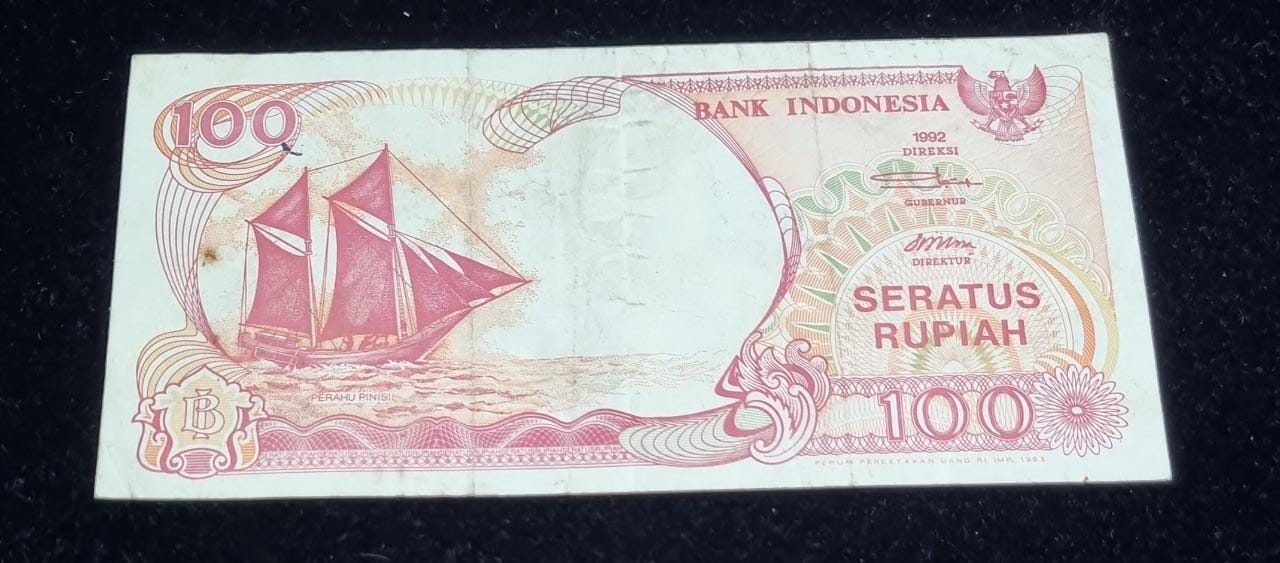 100
BANK INDONESIA
1992
DIREKSI
GUBERNUR
DIREKTUR
SERATUS
RUPIAH
PERAHU PINISI
100
PERUM PERCETAKAN UANG RI IMP. 1993